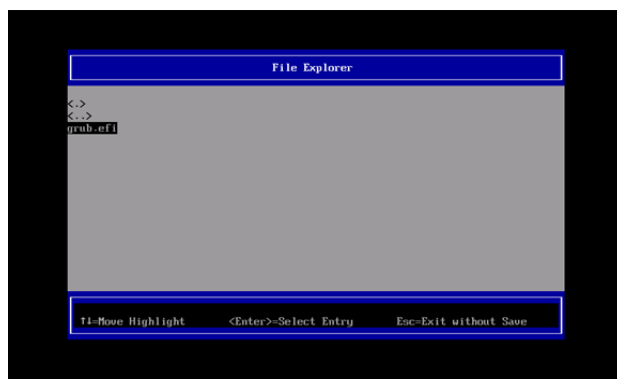 File Explorer
<.>
<..>
grub.efi
↑↓=Move Highlight <Enter>=Select Entry Esc=Exit without Save